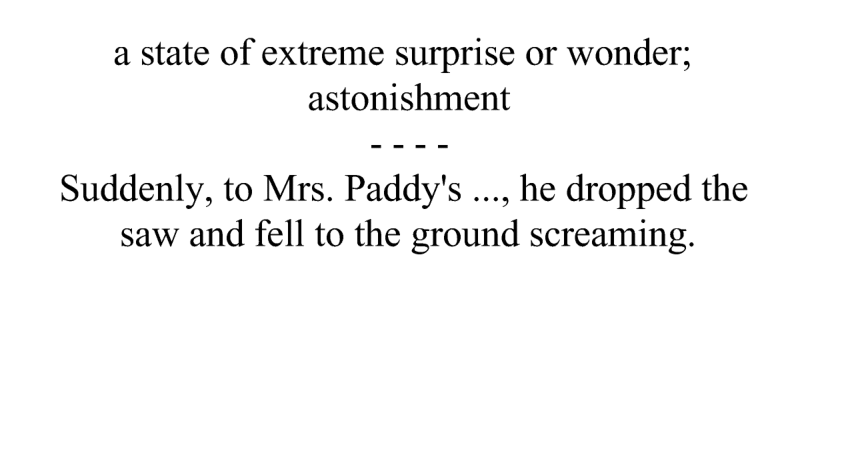 a state of extreme surprise or wonder;
astonishment
- - - -
Suddenly, to Mrs. Paddy's ..., he dropped the
saw and fell to the ground screaming.